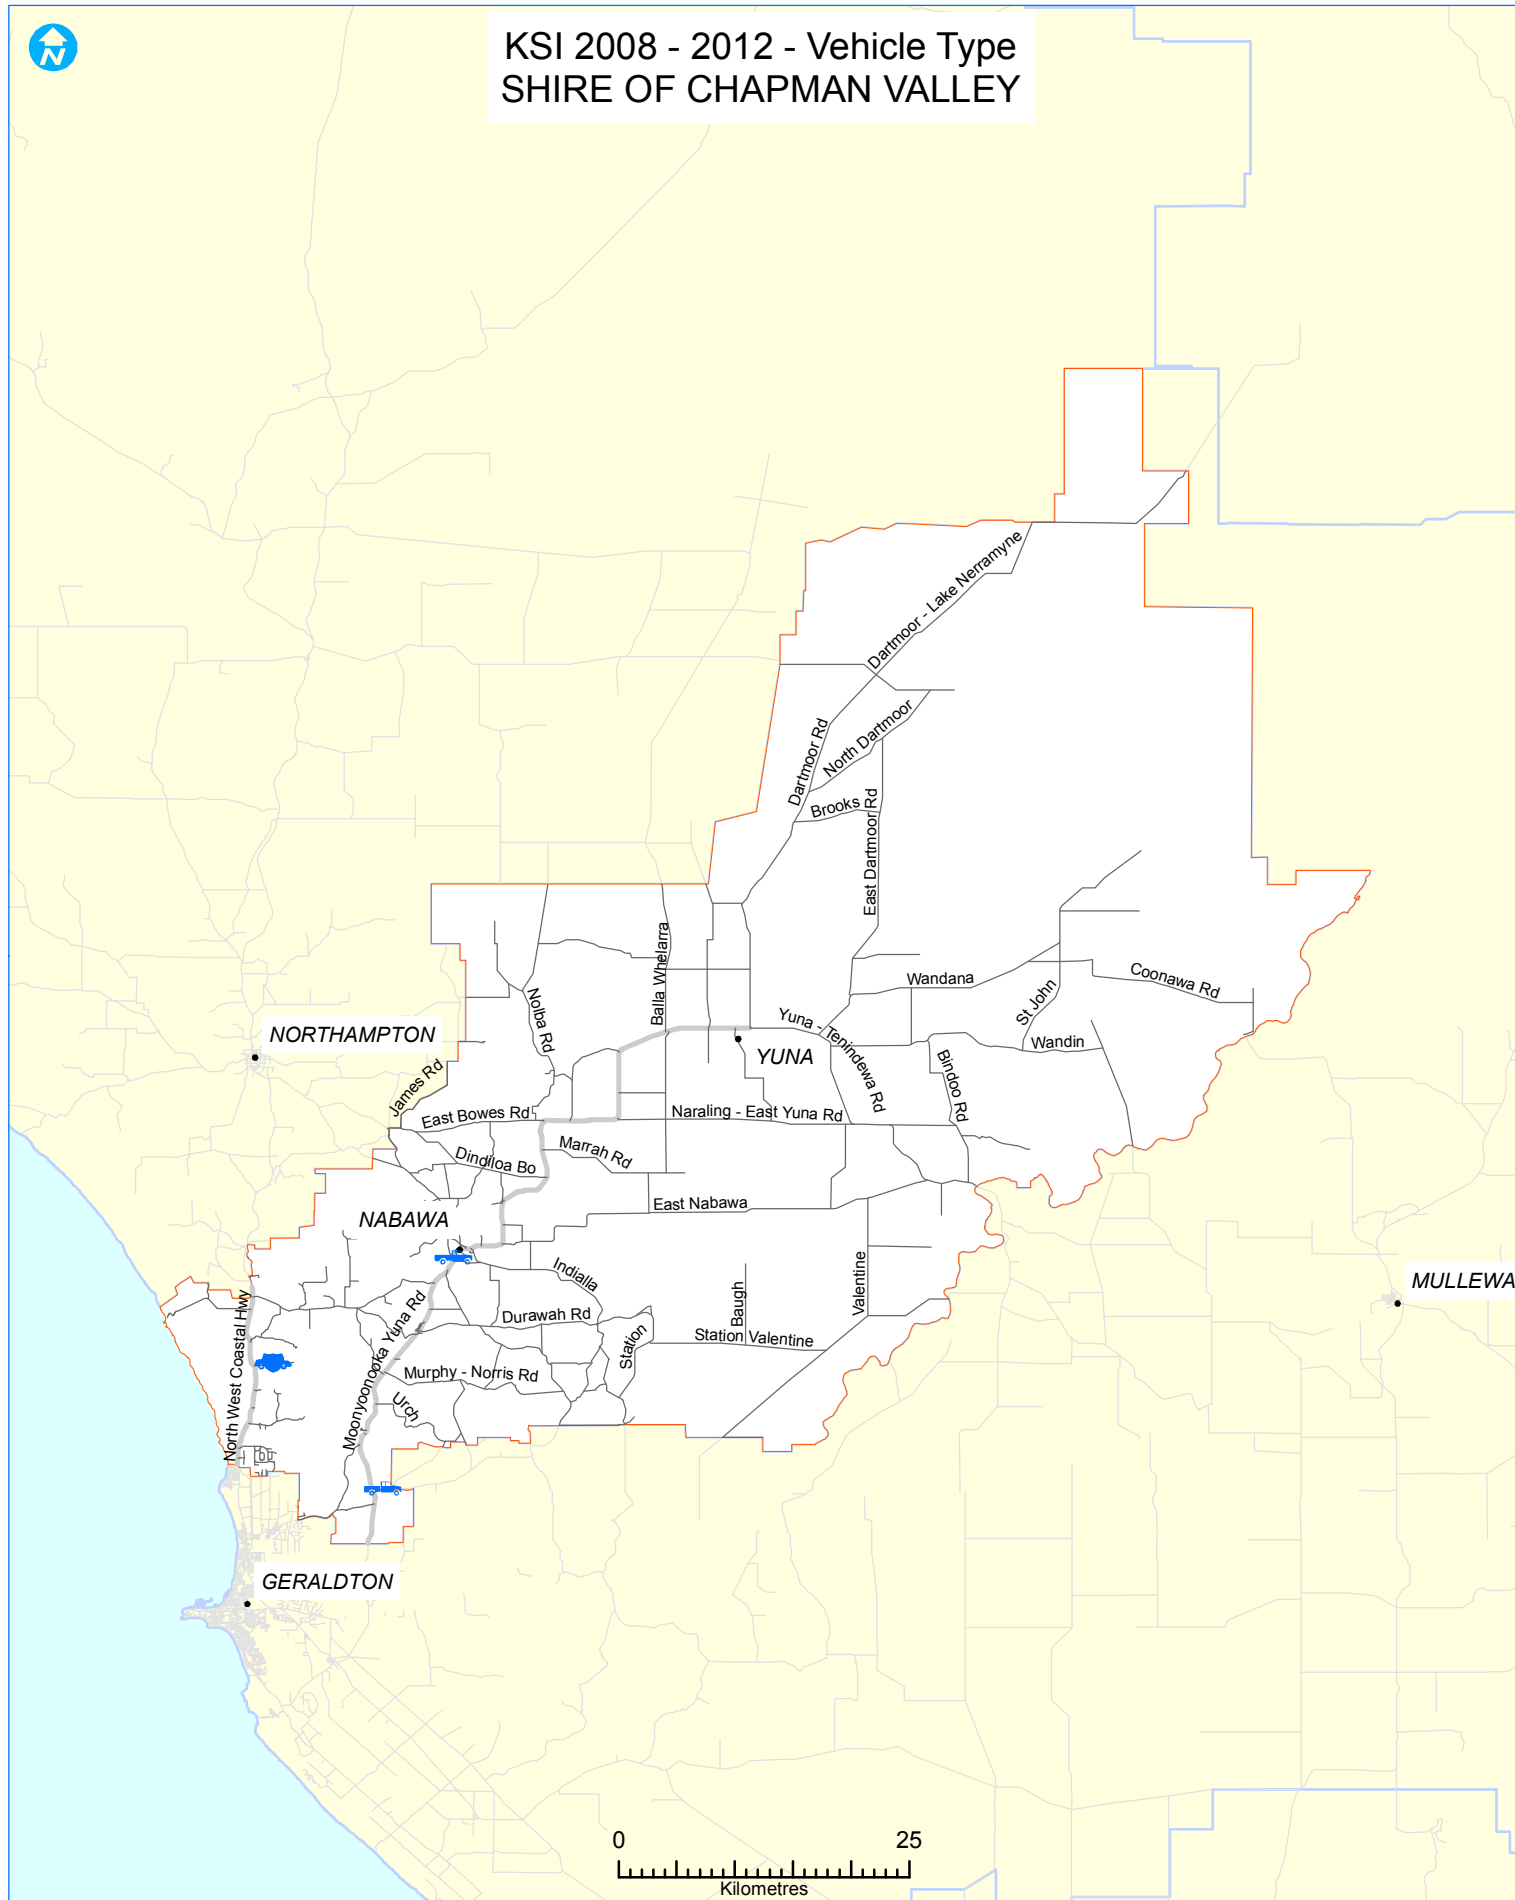 N
KSI 2008 - 2012 - Vehicle Type
SHIRE OF CHAPMAN VALLEY
Dartmoor - Lake Nerramyne
North Dartmoor
Dartmoor Rd
Brooks
East Dartmoor Rd
Balla Whelarra
Wandana
Coonawa Rd
St John
Nolba Rd
Yuna - Tenindewa Rd
Wandin
NORTHAMPTON
YUNA
Bindoo Rd
James Rd
East Bowes Rd
Naraling - East Yuna Rd
Marrah Rd
Dindiloa Bo
East Nabawa
NABAWA
Indialla
Valentine
MULLEWA
Baugh
North West Coastal Hwy
Moonyoonooka Yuna Rd
Durawah Rd
Station
Station Valentine
Murphy - Norris Rd
Urch
GERALDTON
0 25
Kilometres